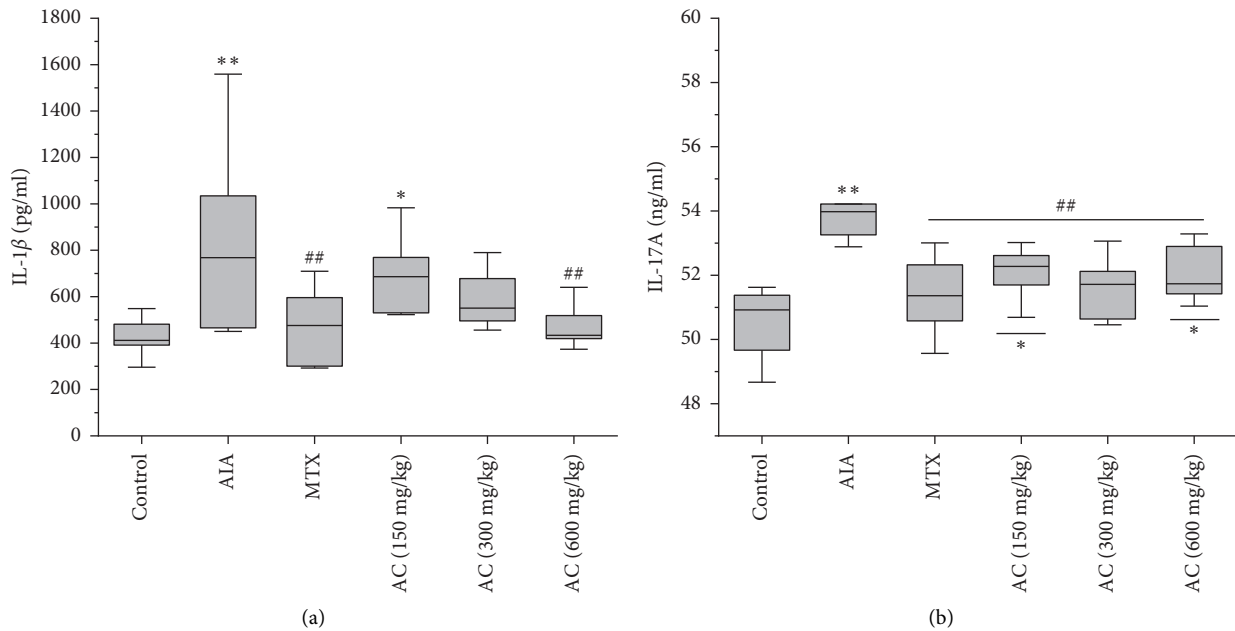 1800
1600
1400
1200
1000
800
600
400
200
0
IL-1β (pg/ml)
**
##
*
##
Control
AIA
MTX
AC (150 mg/kg)
AC (300 mg/kg)
AC (600 mg/kg)
(a)
60
58
56
54
52
50
48
IL-17A (ng/ml)
**
##
*
*
Control
AIA
MTX
AC (150 mg/kg)
AC (300 mg/kg)
AC (600 mg/kg)
(b)